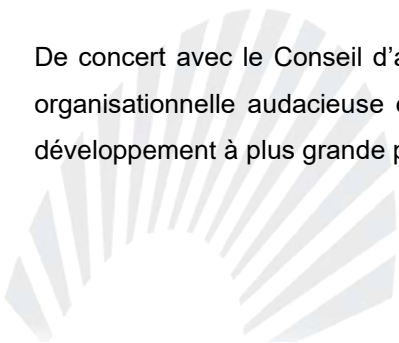 De concert avec le Conseil d’a
organisationnelle audacieuse
développement à plus grande